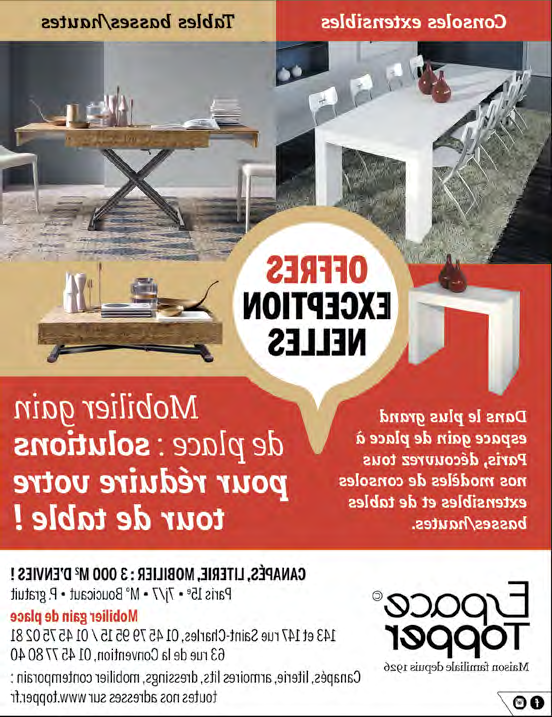 Consoles extensibles
Tables basses/hautes
OFFRES
EXCEPTION
NELLES
Dans le plus grand
espace gain de place à
Paris, découvrez tous
nos modèles de consoles
extensibles et de tables
basses/hautes.
Mobilier gain
de place : solutions
pour réduire votre
tour de table !
Espace
Topper
Maison familiale depuis 1926
CANAPÉS, LITERIE, MOBILIER : 3 000 M² D'ENVIES !
Paris 15e • 7j/7 • M° Boucicaut • P. gratuit
Mobilier gain de place
143 et 147 rue Saint-Charles, 01 45 79 95 15 / 01 45 75 02 81
63 rue de la Convention, 01 45 77 80 40
Canapés, literie, armoires lits, dressings, mobilier contemporain :
toutes nos adresses sur www.topper.fr